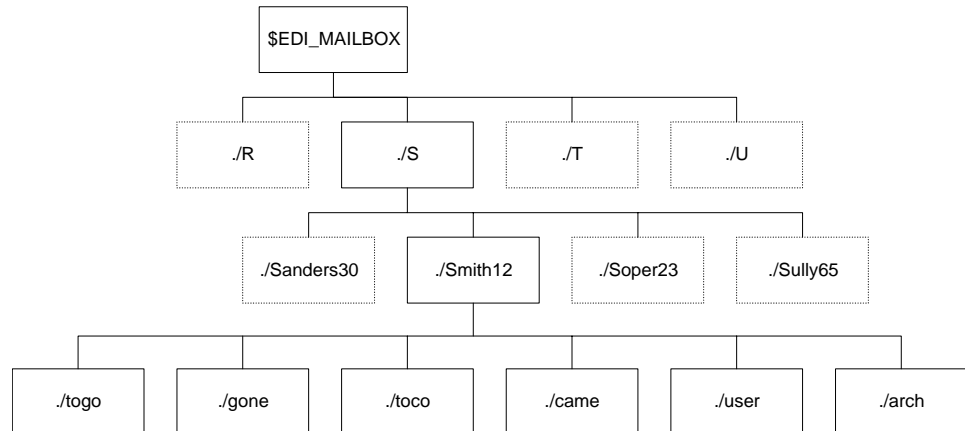 $EDI_MAILBOX
./R
./S
./T
./U
./Sanders30
./Smith12
./Soper23
./Sully65
./togo
./gone
./toco
./came
./user
./arch